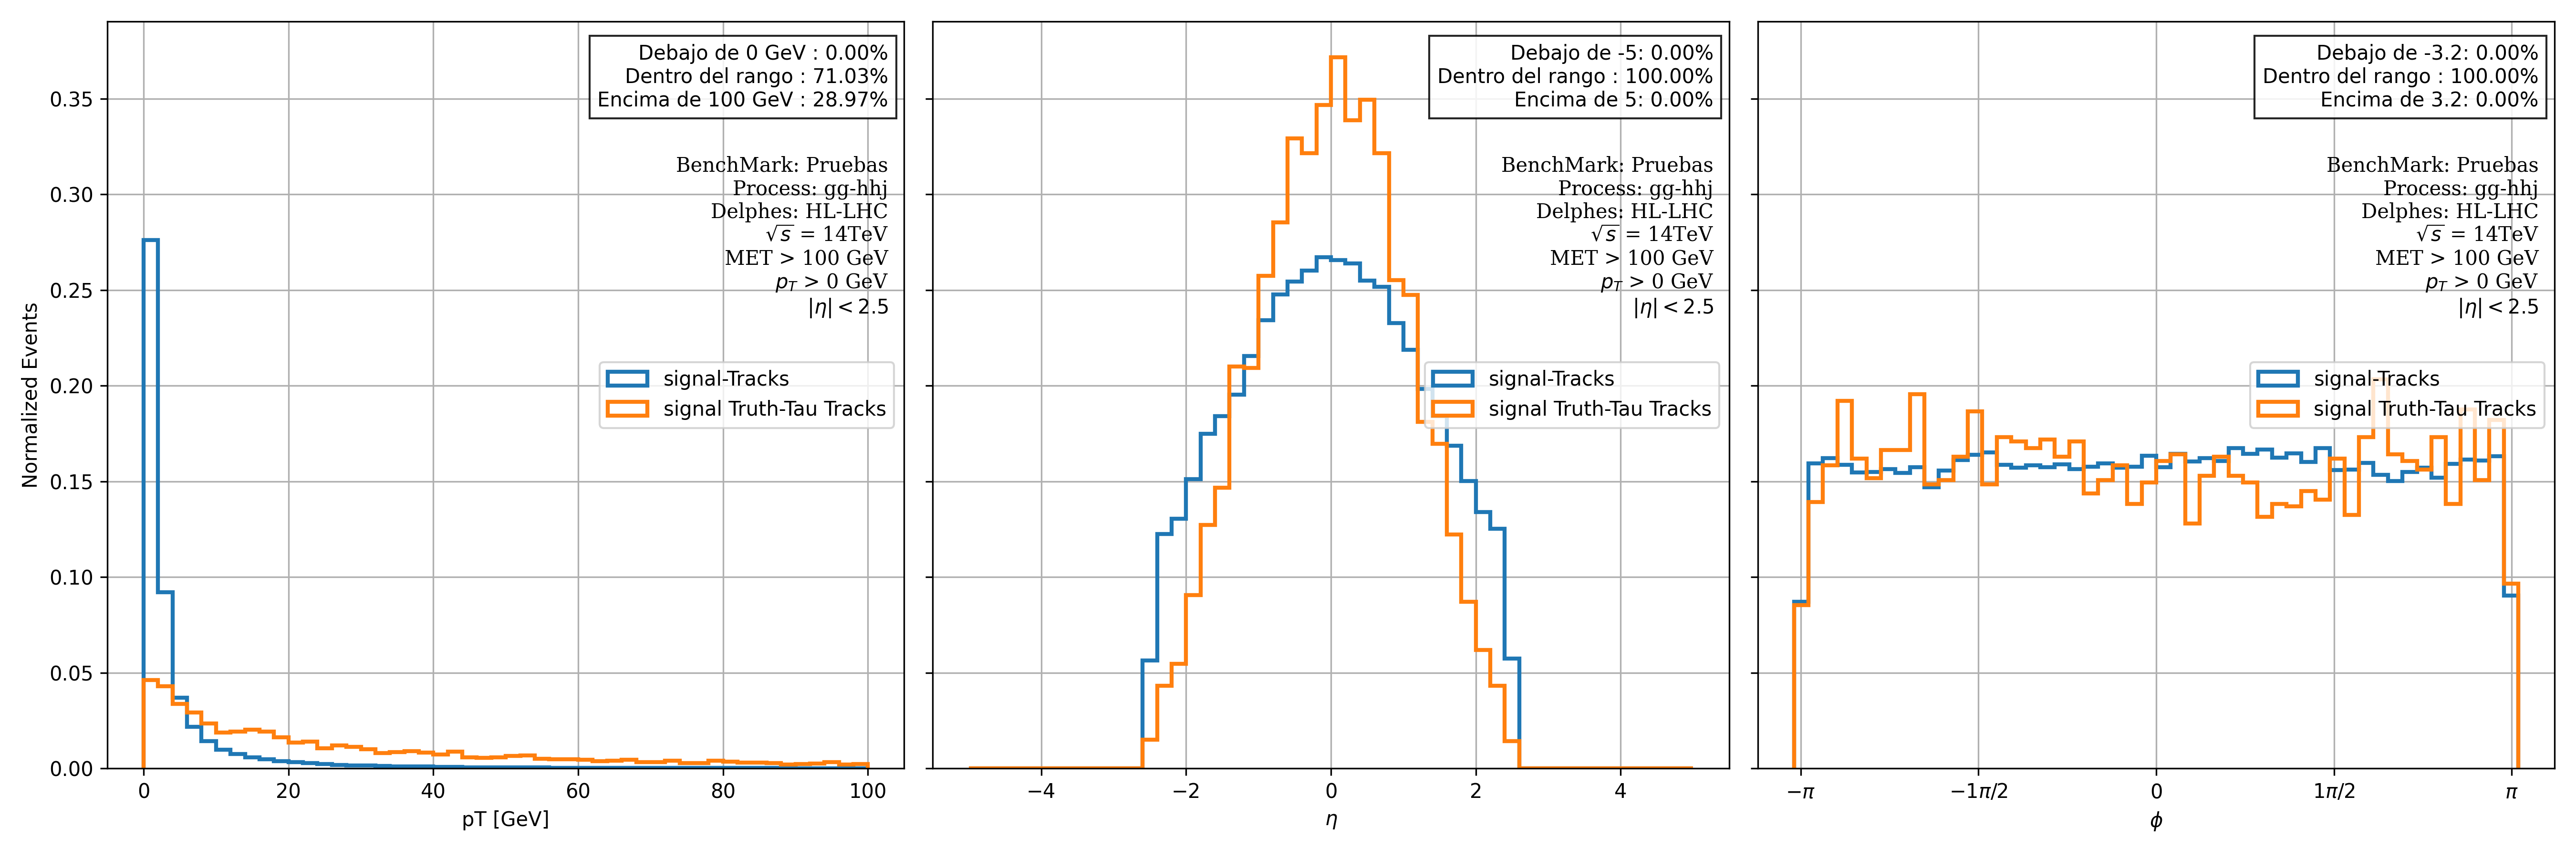 Debajo de 0 GeV : 0.00%
Dentro del rango : 71.03%
Encima de 100 GeV : 28.97%
BenchMark: Pruebas
Process: gg-hhj
Delphes: HL-LHC
√s = 14TeV
MET > 100 GeV
p_T > 0 GeV
|η| < 2.5
signal-Tracks
signal Truth-Tau Tracks
Normalized Events
0.35
0.30
0.25
0.20
0.15
0.10
0.05
0.00
0 20 40 60 80 100
pT [GeV]
Debajo de -5: 0.00%
Dentro del rango : 100.00%
Encima de 5: 0.00%
BenchMark: Pruebas
Process: gg-hhj
Delphes: HL-LHC
√s = 14TeV
MET > 100 GeV
p_T > 0 GeV
|η| < 2.5
signal-Tracks
signal Truth-Tau Tracks
−4 −2 0 2 4
η
Debajo de -3.2: 0.00%
Dentro del rango : 100.00%
Encima de 3.2: 0.00%
BenchMark: Pruebas
Process: gg-hhj
Delphes: HL-LHC
√s = 14TeV
MET > 100 GeV
p_T > 0 GeV
|η| < 2.5
signal-Tracks
signal Truth-Tau Tracks
−π −1π/2 0 1π/2 π
ϕ